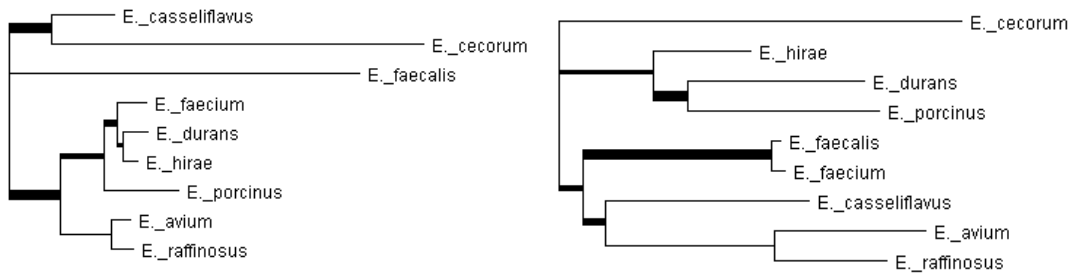 E._casseliflavus
E._cecorum
E._faecalis
E._faecium
E._durans
E._hirae
E._porcinus
E._avium
E._raffinosus
E._cecorum
E._hirae
E._durans
E._porcinus
E._faecalis
E._faecium
E._casseliflavus
E._avium
E._raffinosus